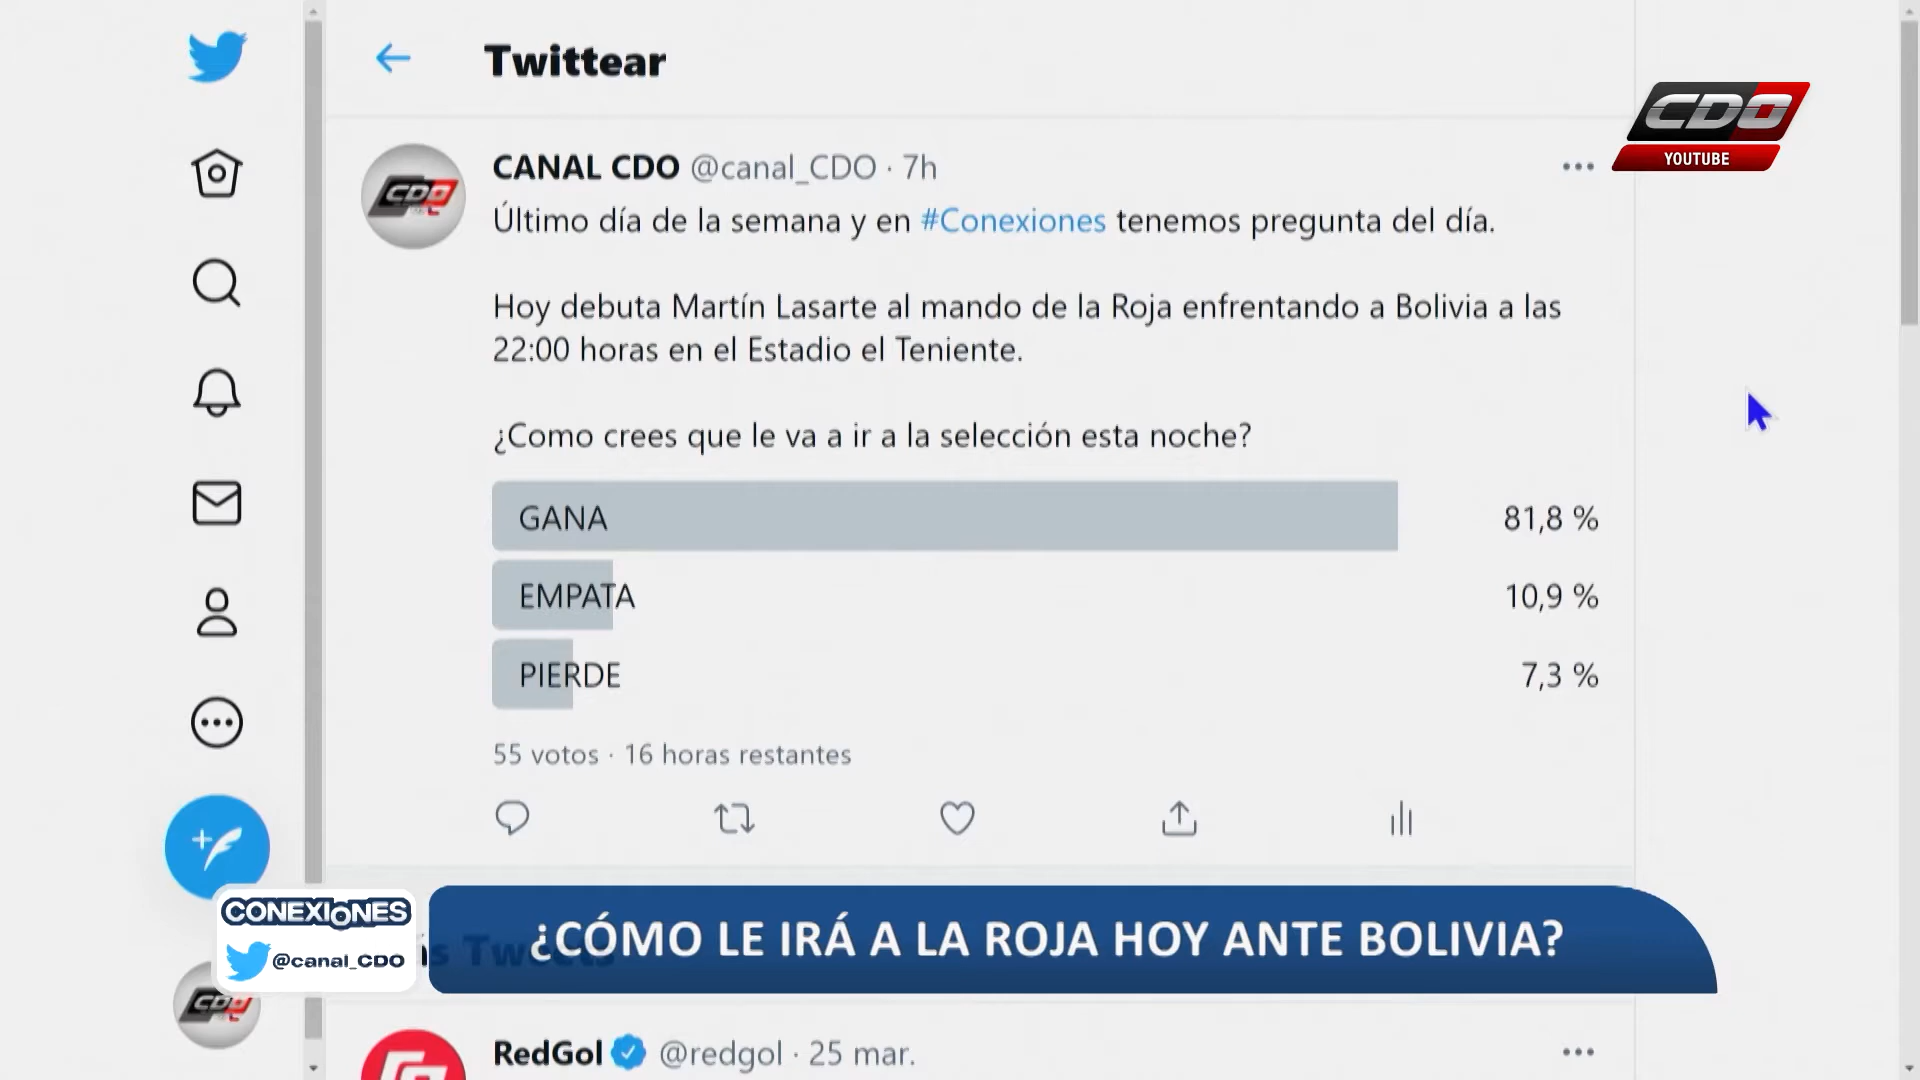 Twittear
CDO
YOUTUBE
CANAL CDO @canal_CDO · 7h
Último día de la semana y en #Conexiones tenemos pregunta del día.
Hoy debuta Martín Lasarte al mando de la Roja enfrentando a Bolivia a las
22:00 horas en el Estadio el Teniente.
¿Como crees que le va a ir a la selección esta noche?
GANA 81,8 %
EMPATA 10,9 %
PIERDE 7,3 %
55 votos · 16 horas restantes
CONEXIONES
@canal_CDO
¿CÓMO LE IRÁ A LA ROJA HOY ANTE BOLIVIA?
CDO
RedGol @redgol · 25 mar.